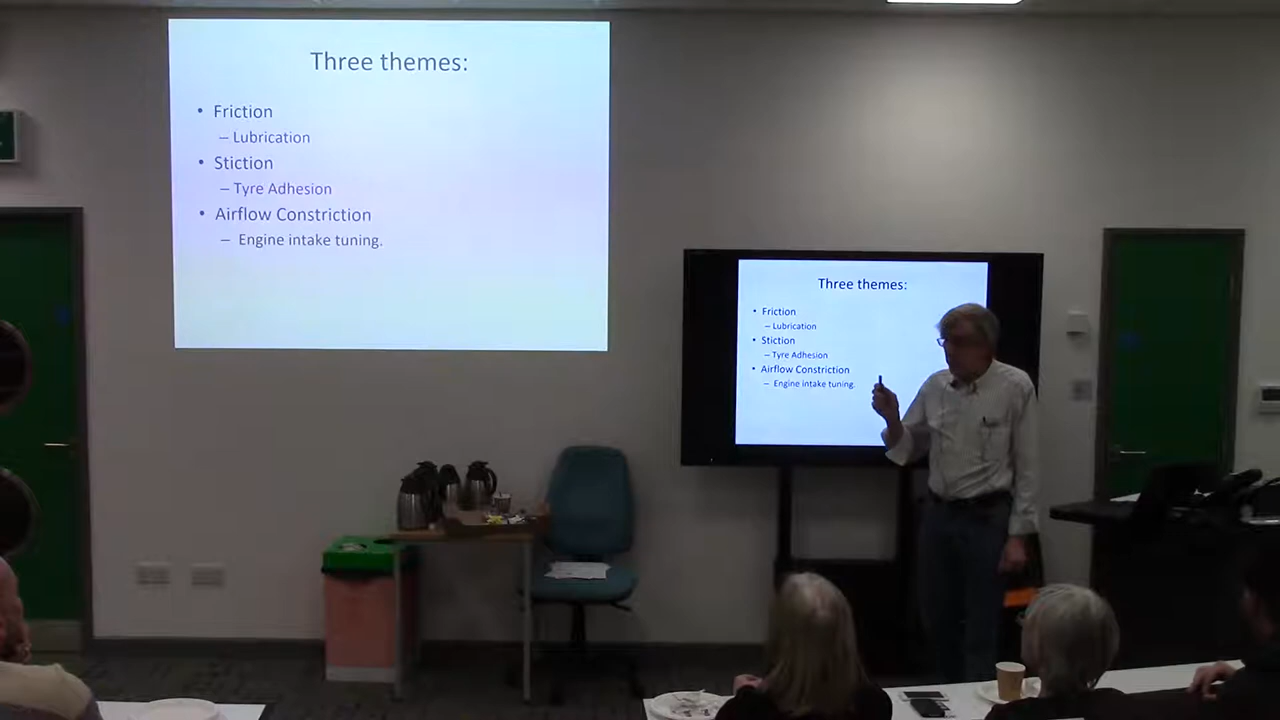 Three themes:
• Friction
– Lubrication
• Stiction
– Tyre Adhesion
• Airflow Constriction
– Engine intake tuning.
Three themes:
• Friction
– Lubrication
• Stiction
– Tyre Adhesion
• Airflow Constriction
– Engine intake tuning.